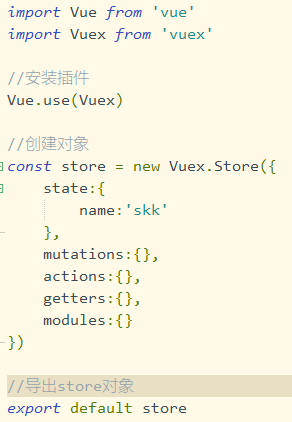 import Vue from 'vue'
import Vuex from 'vuex'
//安装插件
Vue.use(Vuex)
//创建对象
const store = new Vuex.Store({
state:{
name:'skk'
},
mutations:{},
actions:{},
getters:{},
modules:{}
})
//导出store对象
export default store